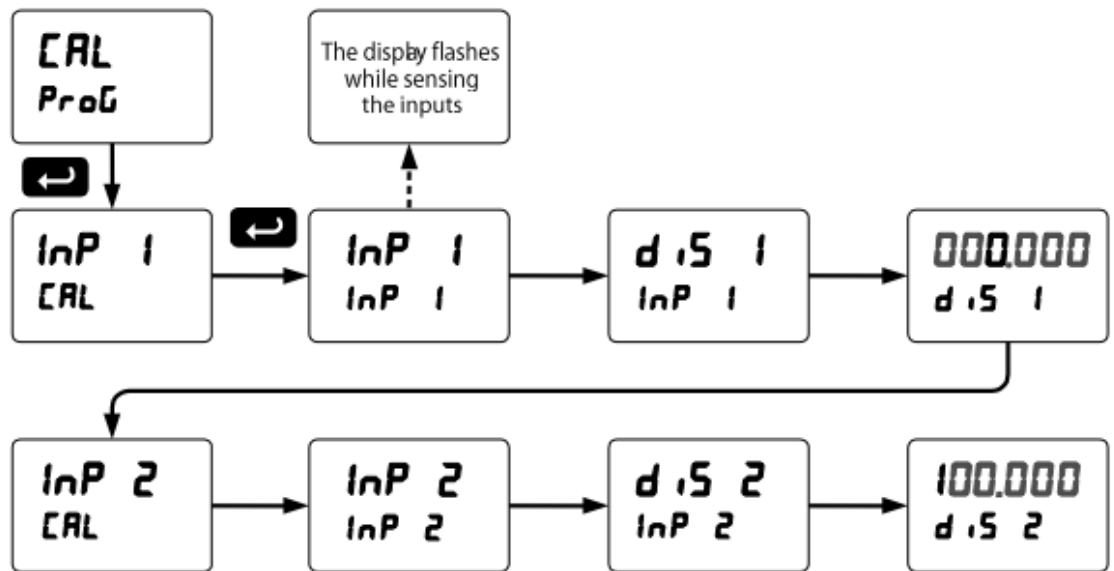 CAL
ProG
The display flashes
while sensing
the inputs
InP 1
CAL
InP 1
InP 1
diS 1
InP 1
000.000
diS 1
InP 2
CAL
InP 2
InP 2
diS 2
InP 2
100.000
diS 2